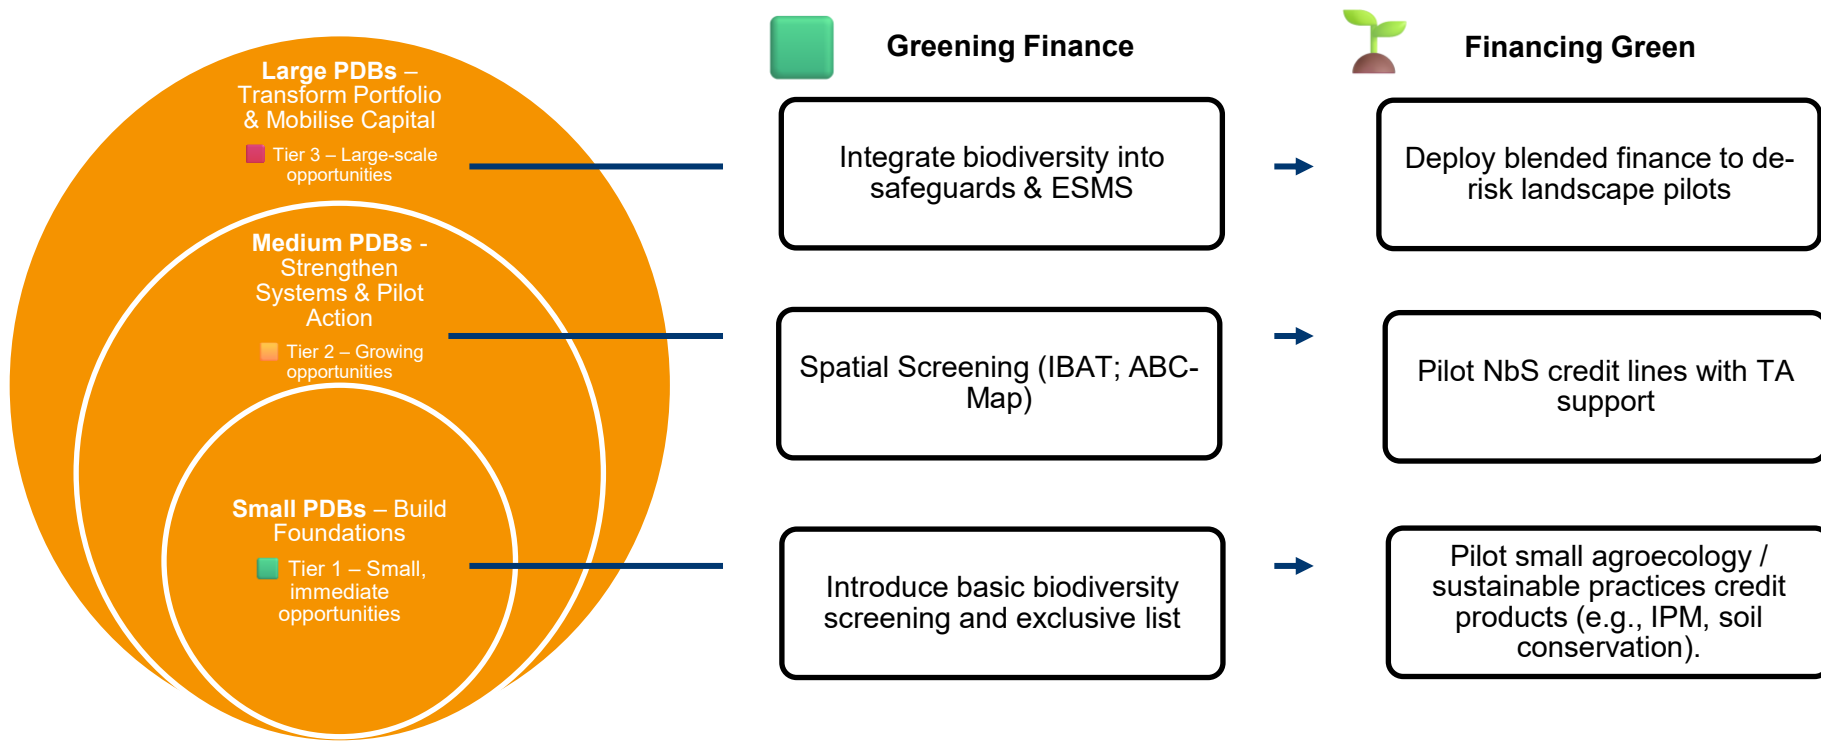 Greening Finance
Financing Green
Large PDBs –
Transform Portfolio
& Mobilise Capital
Tier 3 – Large-scale
opportunities
Integrate biodiversity into
safeguards & ESMS
Deploy blended finance to de-
risk landscape pilots
Medium PDBs -
Strengthen
Systems & Pilot
Action
Tier 2 – Growing
opportunities
Spatial Screening (IBAT; ABC-
Map)
Pilot NbS credit lines with TA
support
Small PDBs – Build
Foundations
Tier 1 – Small,
immediate
opportunities
Introduce basic biodiversity
screening and exclusive list
Pilot small agroecology /
sustainable practices credit
products (e.g., IPM, soil
conservation).